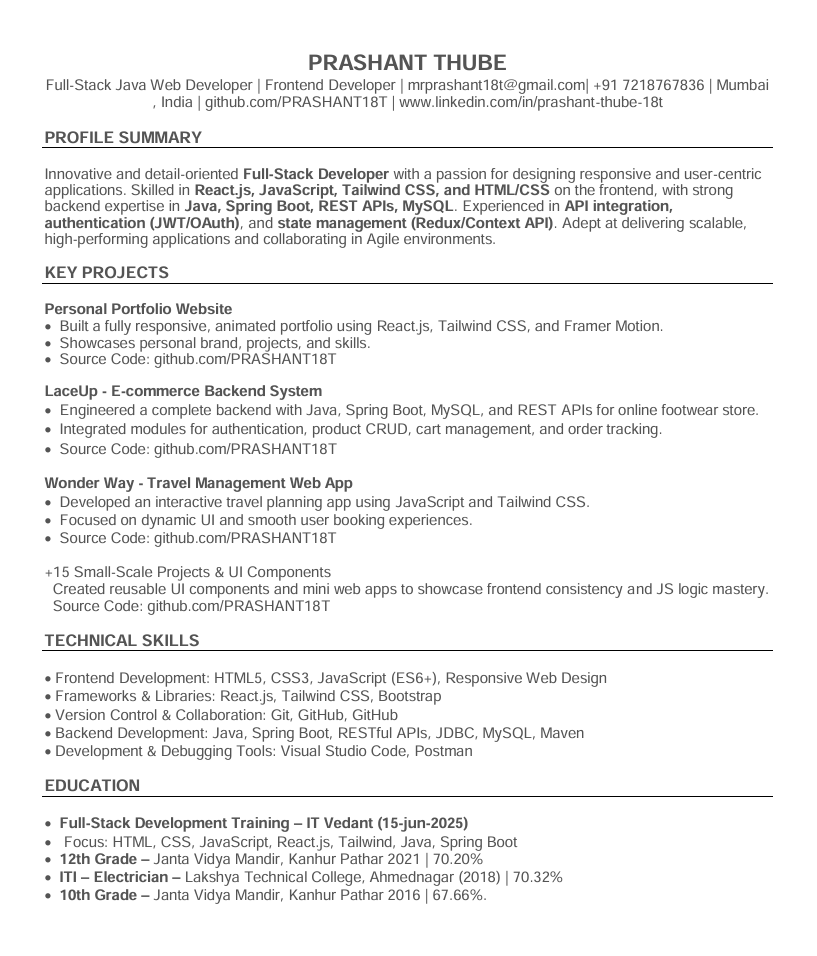 PRASHANT THUBE
Full-Stack Java Web Developer | Frontend Developer | mrprashant18t@gmail.com| +91 7218767836 | Mumbai
, India | github.com/PRASHANT18T | www.linkedin.com/in/prashant-thube-18t
PROFILE SUMMARY
Innovative and detail-oriented Full-Stack Developer with a passion for designing responsive and user-centric
applications. Skilled in React.js, JavaScript, Tailwind CSS, and HTML/CSS on the frontend, with strong
backend expertise in Java, Spring Boot, REST APIs, MySQL. Experienced in API integration,
authentication (JWT/OAuth), and state management (Redux/Context API). Adept at delivering scalable,
high-performing applications and collaborating in Agile environments.
KEY PROJECTS
Personal Portfolio Website
• Built a fully responsive, animated portfolio using React.js, Tailwind CSS, and Framer Motion.
• Showcases personal brand, projects, and skills.
• Source Code: github.com/PRASHANT18T
LaceUp - E-commerce Backend System
• Engineered a complete backend with Java, Spring Boot, MySQL, and REST APIs for online footwear store.
• Integrated modules for authentication, product CRUD, cart management, and order tracking.
• Source Code: github.com/PRASHANT18T
Wonder Way - Travel Management Web App
• Developed an interactive travel planning app using JavaScript and Tailwind CSS.
• Focused on dynamic UI and smooth user booking experiences.
• Source Code: github.com/PRASHANT18T
+15 Small-Scale Projects & UI Components
Created reusable UI components and mini web apps to showcase frontend consistency and JS logic mastery.
Source Code: github.com/PRASHANT18T
TECHNICAL SKILLS
• Frontend Development: HTML5, CSS3, JavaScript (ES6+), Responsive Web Design
• Frameworks & Libraries: React.js, Tailwind CSS, Bootstrap
• Version Control & Collaboration: Git, GitHub, GitHub
• Backend Development: Java, Spring Boot, RESTful APIs, JDBC, MySQL, Maven
• Development & Debugging Tools: Visual Studio Code, Postman
EDUCATION
• Full-Stack Development Training – IT Vedant (15-jun-2025)
• Focus: HTML, CSS, JavaScript, React.js, Tailwind, Java, Spring Boot
• 12th Grade – Janta Vidya Mandir, Kanhur Pathar 2021 | 70.20%
• ITI – Electrician – Lakshya Technical College, Ahmednagar (2018) | 70.32%
• 10th Grade – Janta Vidya Mandir, Kanhur Pathar 2016 | 67.66%.